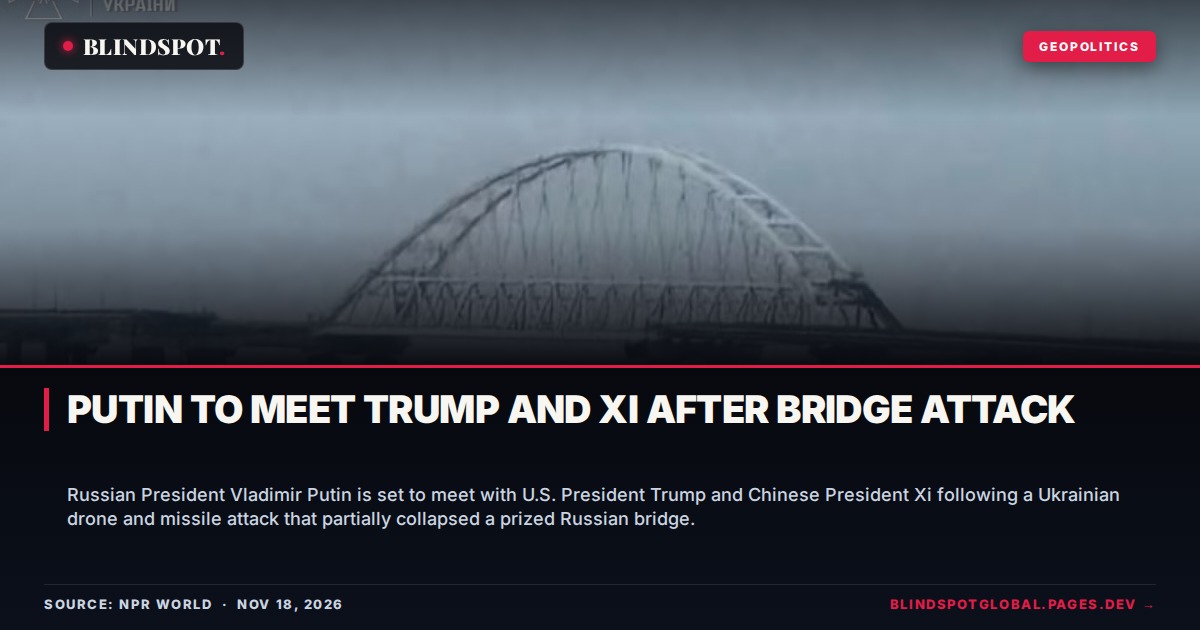 УКРАЇНИ
BLINDSPOT.
GEOPOLITICS
PUTIN TO MEET TRUMP AND XI AFTER BRIDGE ATTACK
Russian President Vladimir Putin is set to meet with U.S. President Trump and Chinese President Xi following a Ukrainian
drone and missile attack that partially collapsed a prized Russian bridge.
SOURCE: NPR WORLD · NOV 18, 2026
BLINDSPOTGLOBAL.PAGES.DEV →